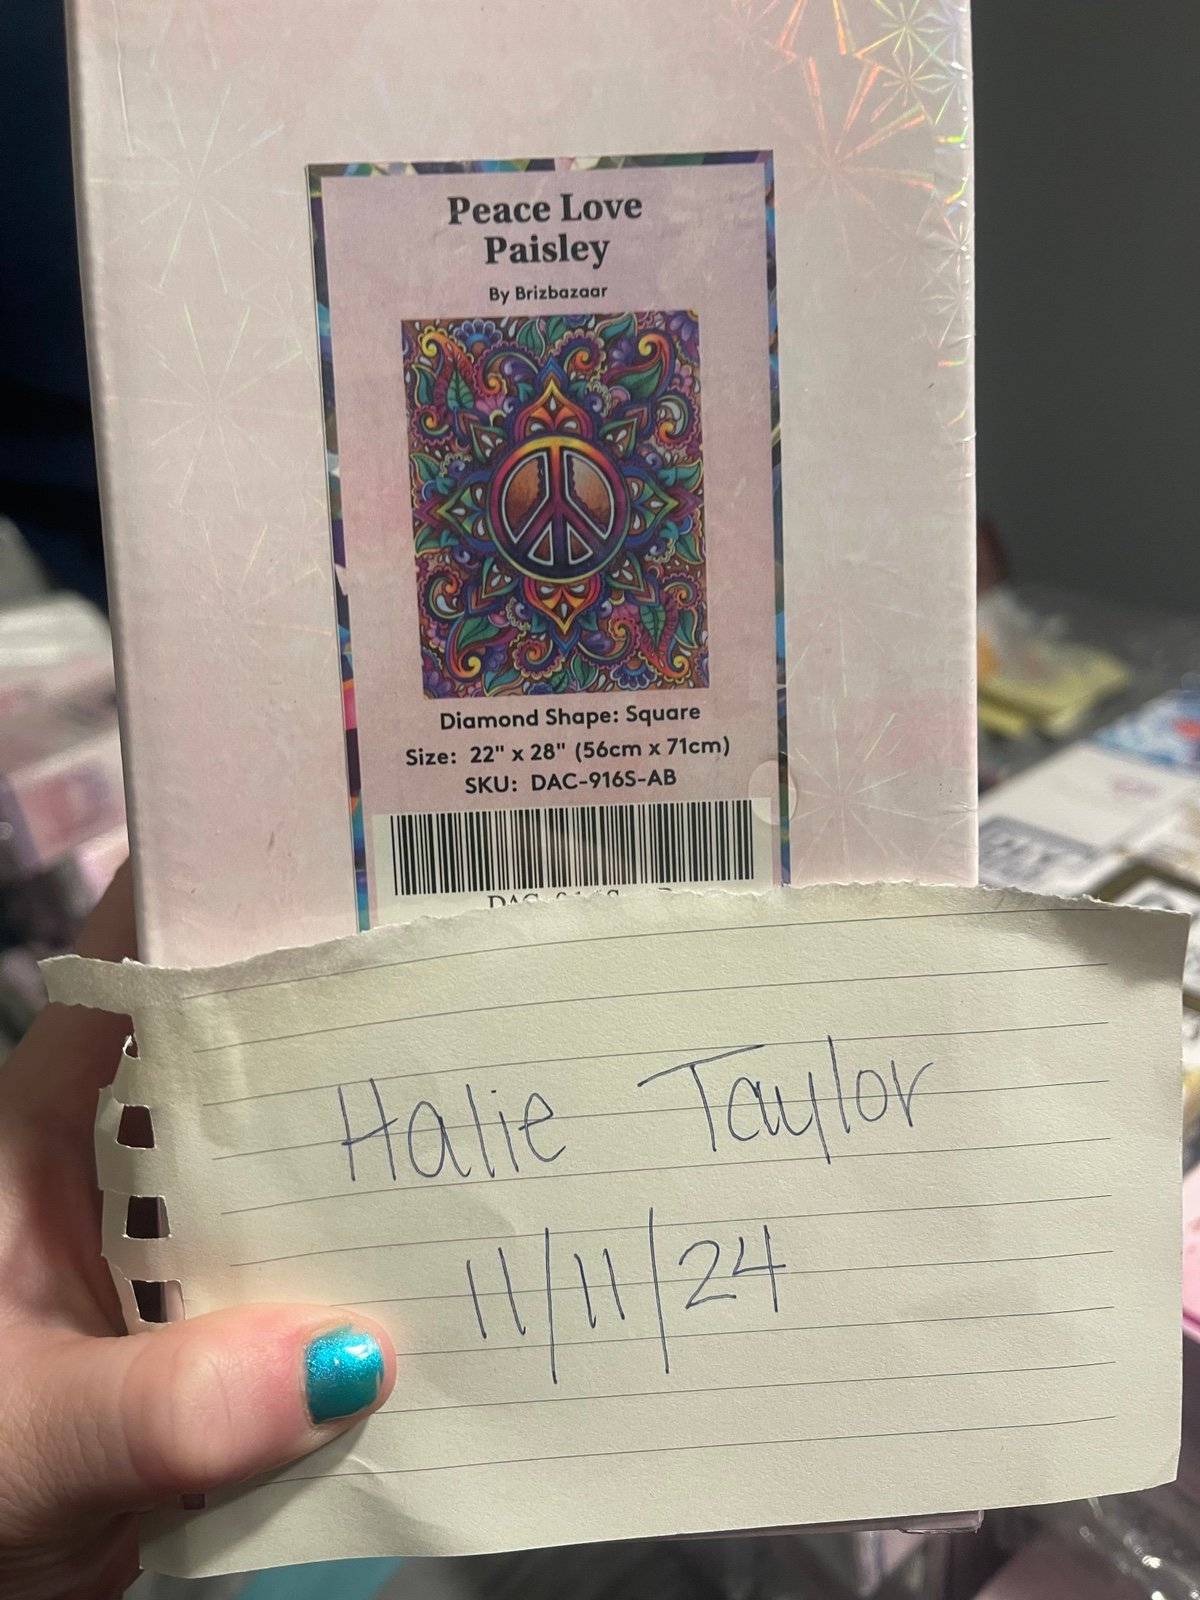 Peace Love
Paisley
By Brizbazaar
Diamond Shape: Square
Size: 22" x 28" (56cm x 71cm)
SKU: DAC-916S-AB
Halie Taylor
11/11/24